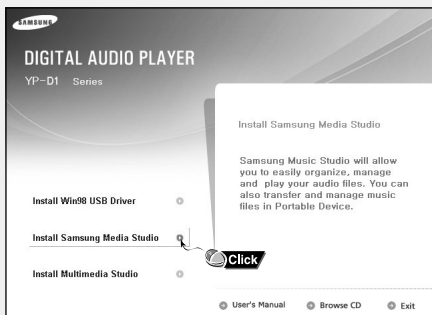 SAMSUNG
DIGITAL AUDIO PLAYER
YP-D1 Series
Install Samsung Media Studio
Samsung Music Studio will allow
you to easily organize, manage
and play your audio files. You can
also transfer and manage music
files in Portable Device.
Install Win98 USB Driver
Install Samsung Media Studio
Click
Install Multimedia Studio
User's Manual Browse CD Exit